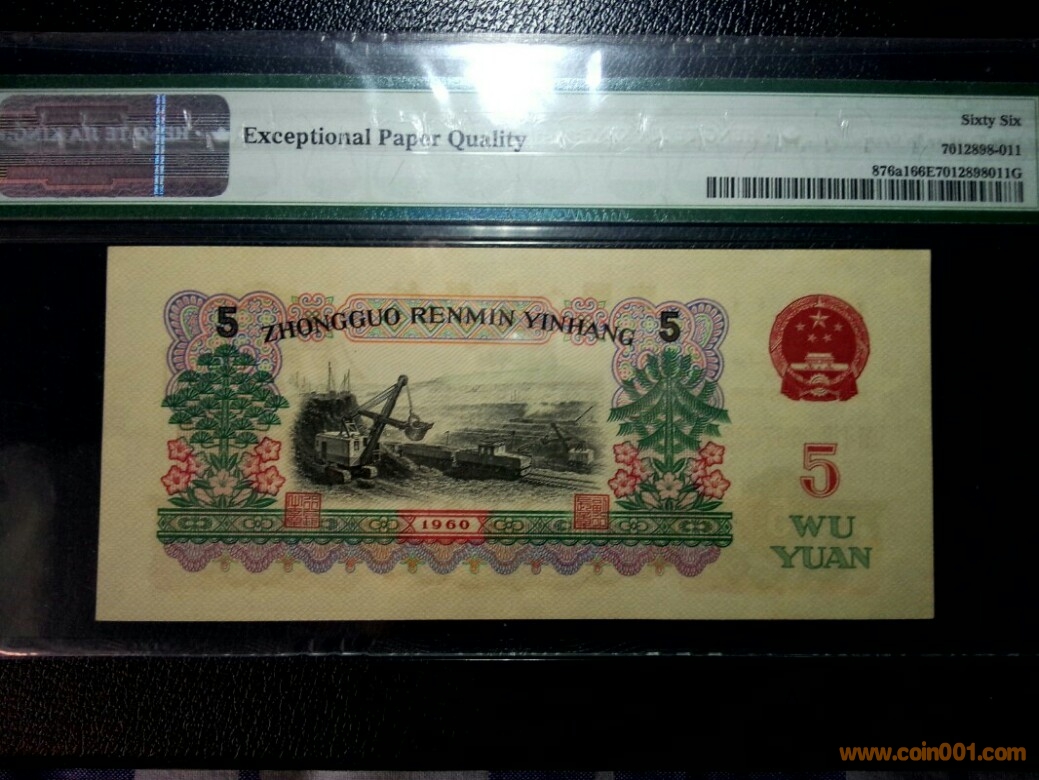 Exceptional Paper Quality
Sixty Six
7012898-011
876a166E7012898011G
5 ZHONGGUO RENMIN YINHANG 5
5
1960
WU
YUAN
www.coin001.com